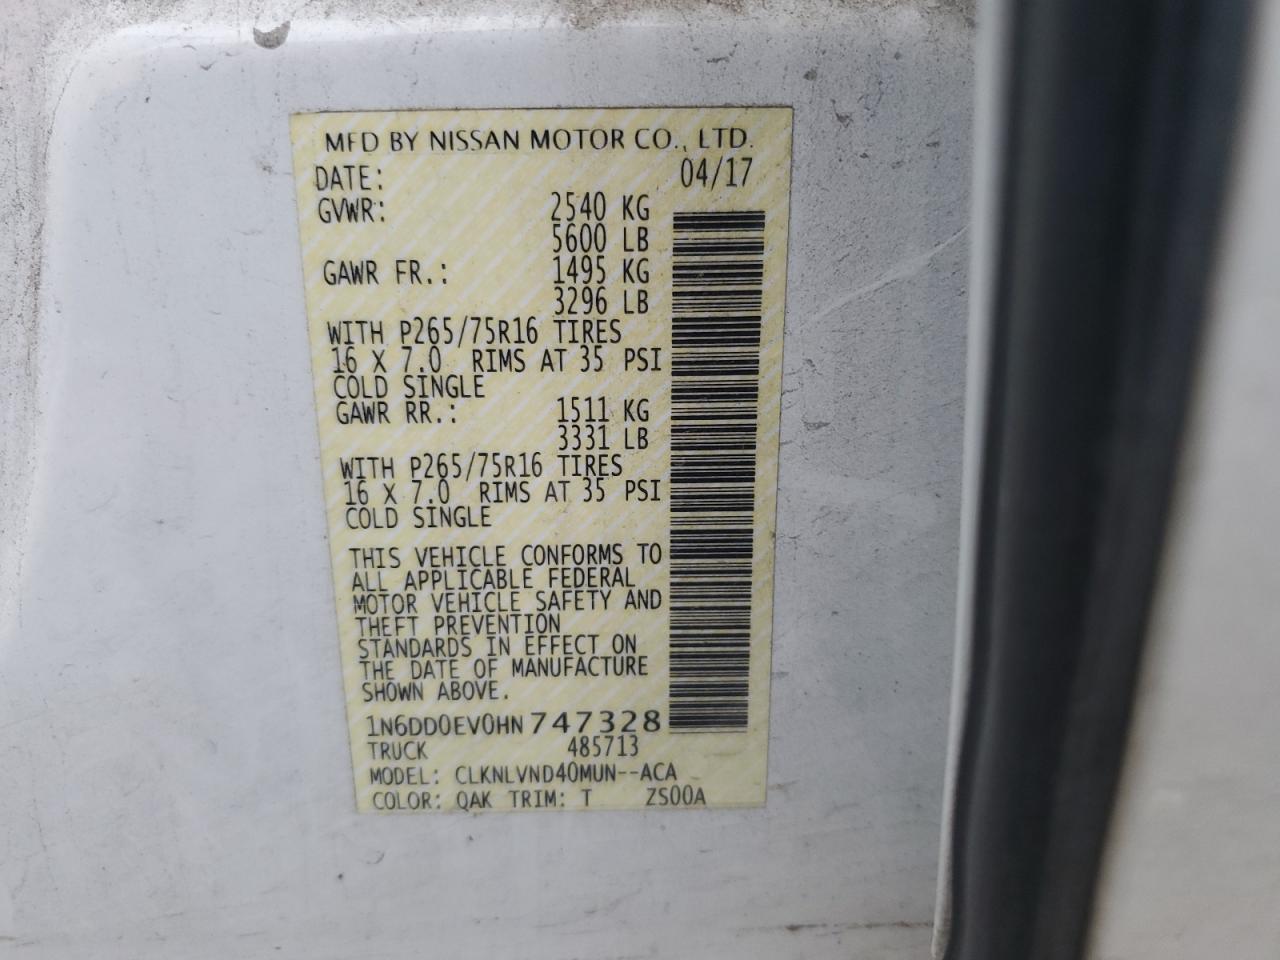 MFD BY NISSAN MOTOR CO., LTD.
DATE: 04/17
GVWR: 2540 KG
5600 LB
GAWR FR.: 1495 KG
3296 LB
WITH P265/75R16 TIRES
16 X 7.0 RIMS AT 35 PSI
COLD SINGLE
GAWR RR.: 1511 KG
3331 LB
WITH P265/75R16 TIRES
16 X 7.0 RIMS AT 35 PSI
COLD SINGLE
THIS VEHICLE CONFORMS TO
ALL APPLICABLE FEDERAL
MOTOR VEHICLE SAFETY AND
THEFT PREVENTION
STANDARDS IN EFFECT ON
THE DATE OF MANUFACTURE
SHOWN ABOVE.
1N6DD0EV0HN747328
TRUCK 485713
MODEL: CLKNLVND40MUN--ACA
COLOR: QAK TRIM: T ZS00A